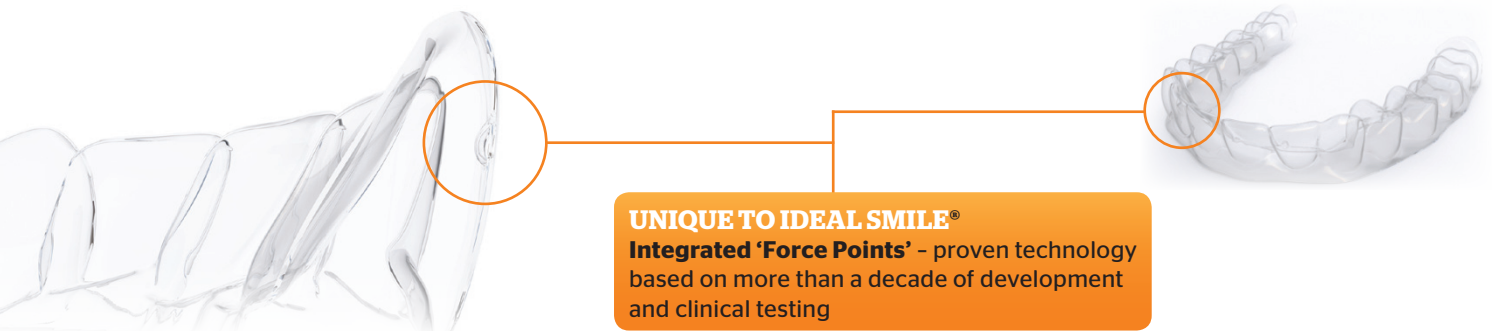 UNIQUE TO IDEAL SMILE®
Integrated ‘Force Points’ – proven technology
based on more than a decade of development
and clinical testing